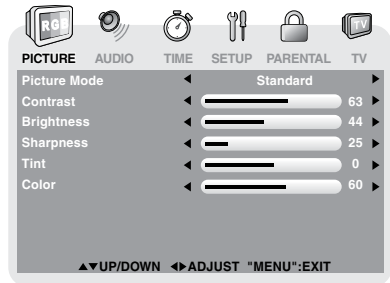 RGB TV
PICTURE AUDIO TIME SETUP PARENTAL TV
Picture Mode Standard
Contrast 63
Brightness 44
Sharpness 25
Tint 0
Color 60
▲▼UP/DOWN ◀▶ADJUST "MENU":EXIT